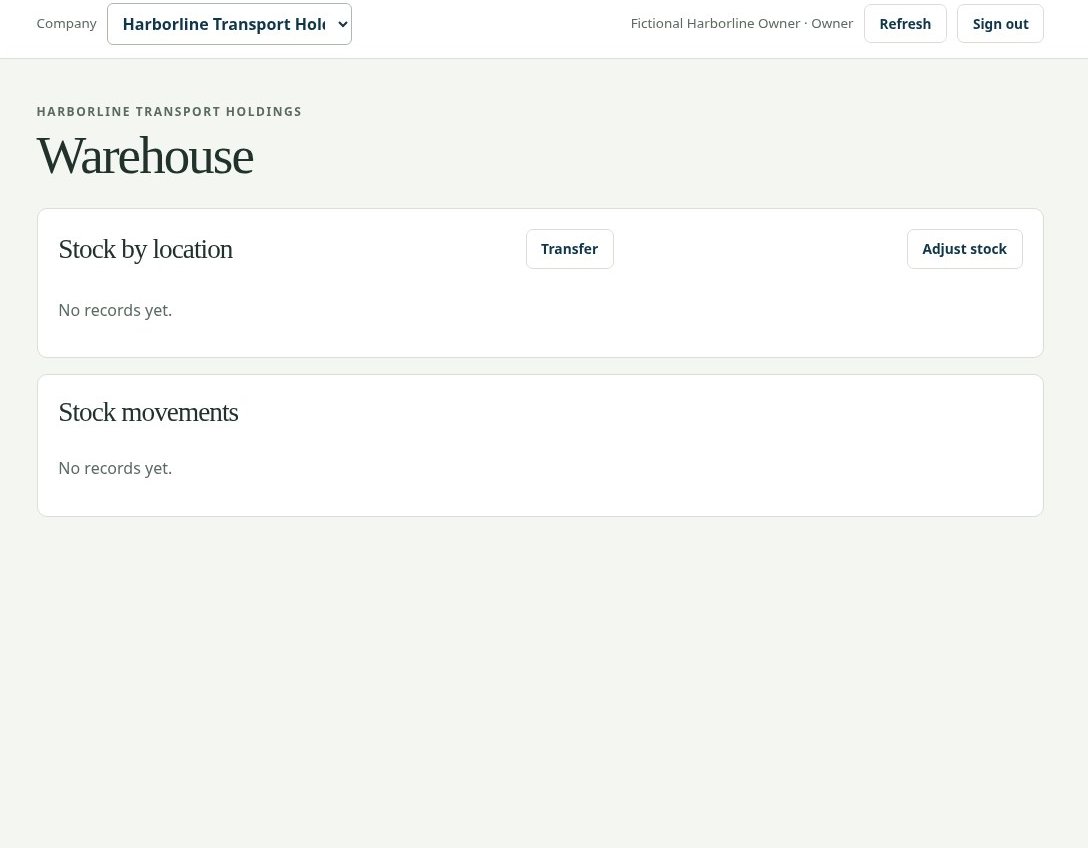 Company Harborline Transport Hol Fictional Harborline Owner · Owner Refresh Sign out
HARBORLINE TRANSPORT HOLDINGS
Warehouse
Stock by location Transfer Adjust stock
No records yet.
Stock movements
No records yet.